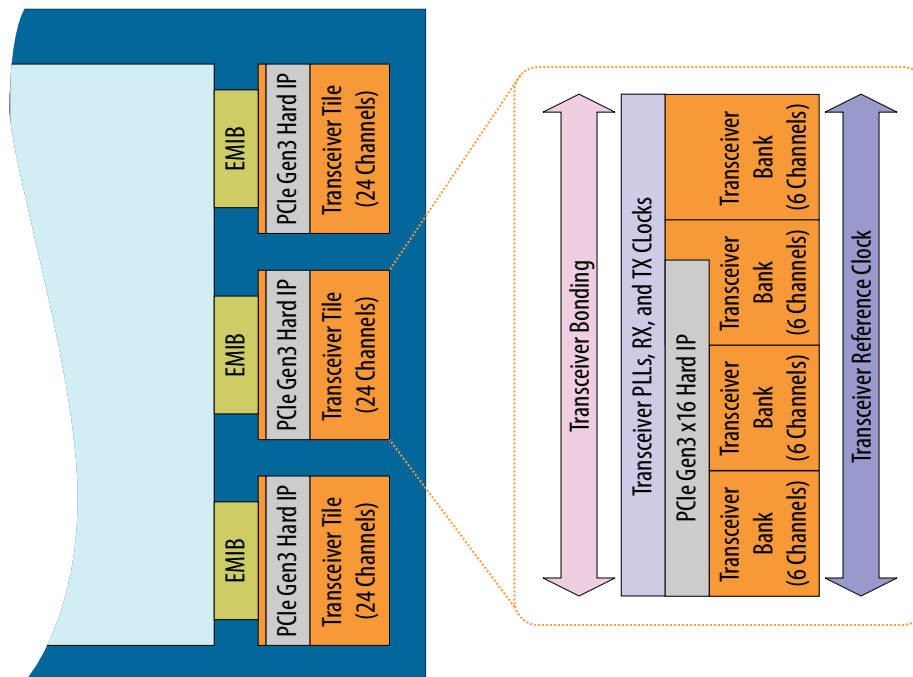 EMIB
PCIe Gen3 Hard IP
Transceiver Tile
(24 Channels)
EMIB
PCIe Gen3 Hard IP
Transceiver Tile
(24 Channels)
EMIB
PCIe Gen3 Hard IP
Transceiver Tile
(24 Channels)
Transceiver Bonding
Transceiver PLLs, RX, and TX Clocks
PCIe Gen3 x16 Hard IP
Transceiver
Bank
(6 Channels)
Transceiver
Bank
(6 Channels)
Transceiver
Bank
(6 Channels)
Transceiver
Bank
(6 Channels)
Transceiver Reference Clock